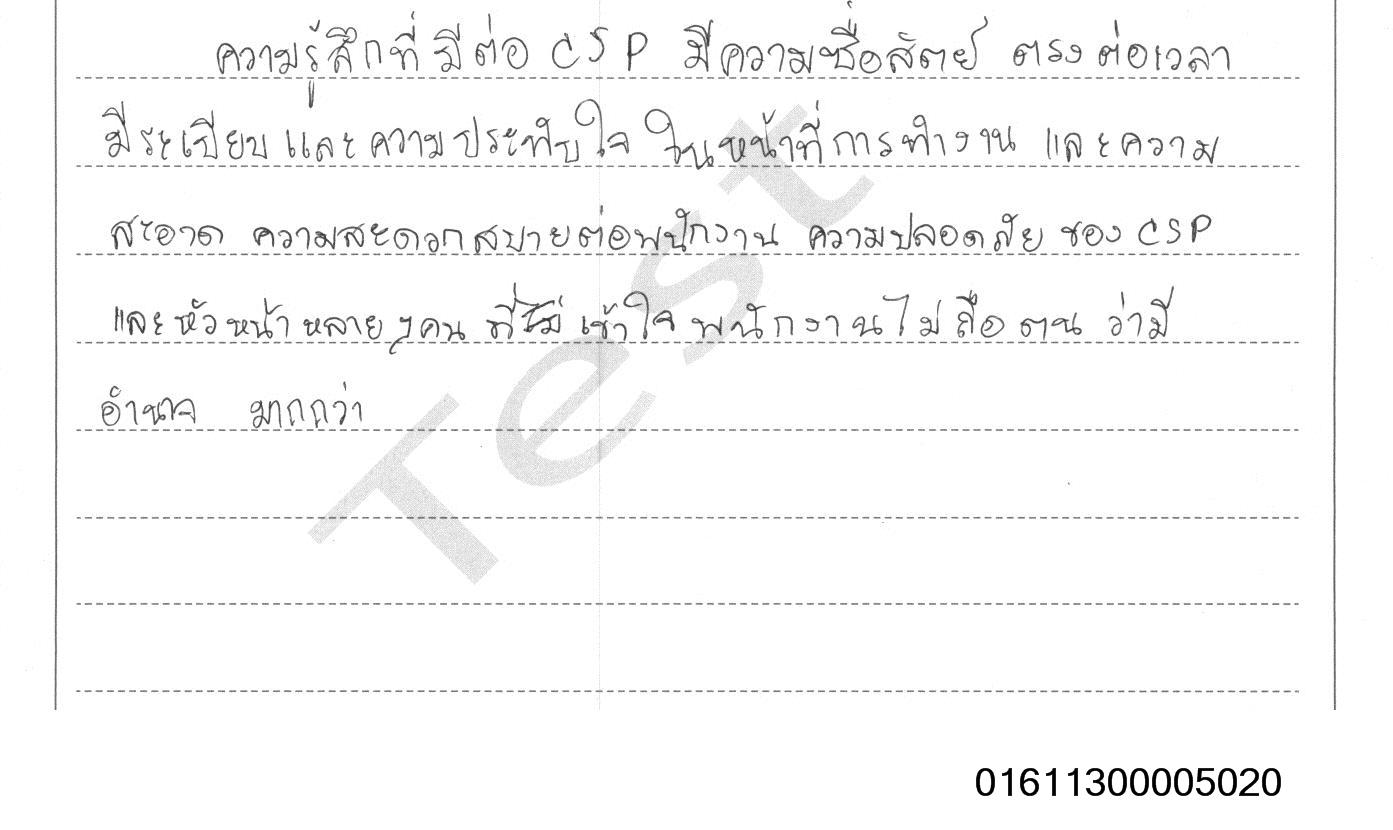 ความรู้สึกที่มีต่อ CSP มีความซื่อสัตย์ ตรงต่อเวลา
มีระเบียบ และความประทับใจ ในหน้าที่การทำงาน และความ
สะอาด ความสะดวกสบายต่อพนักงาน ความปลอดภัย ของ CSP
และหัวหน้า หลายๆคน ที่ เข้าใจ พนักงานไม่ถือตน ว่ามี
อำนาจ มากกว่า
Test
01611300005020